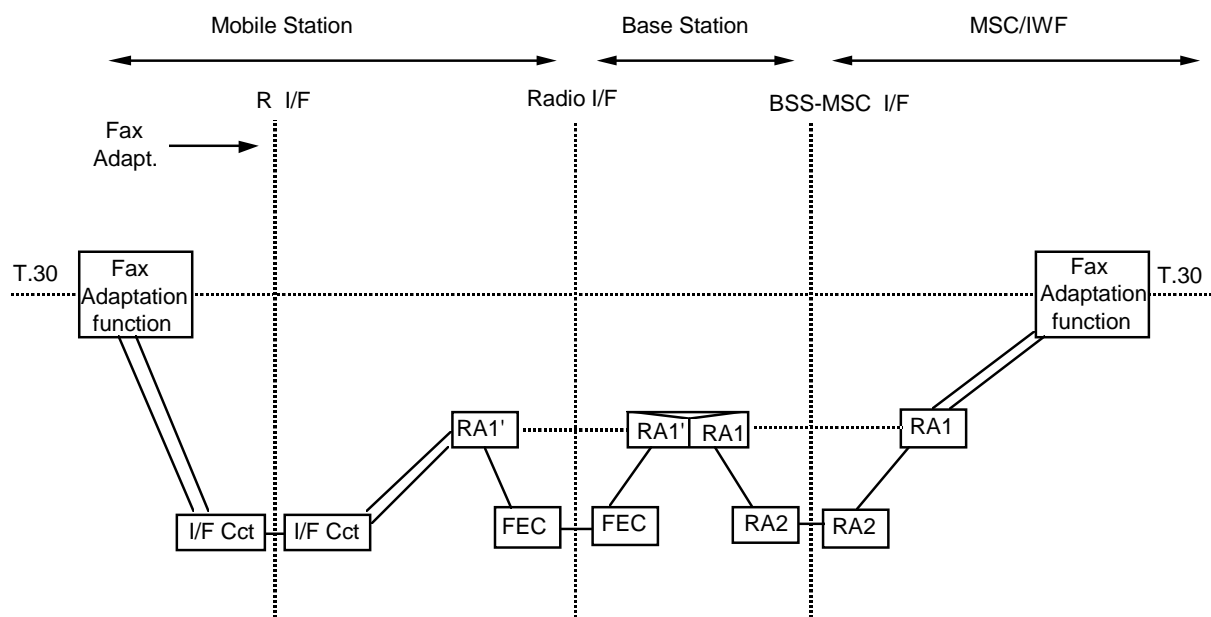 Mobile Station
Base Station
MSC/IWF
R I/F
Radio I/F
BSS-MSC I/F
Fax
Adapt.
T.30
Fax
Adaptation
function
Fax
Adaptation
function
T.30
RA1'
RA1'
RA1
RA1
I/F Cct
I/F Cct
FEC
FEC
RA2
RA2